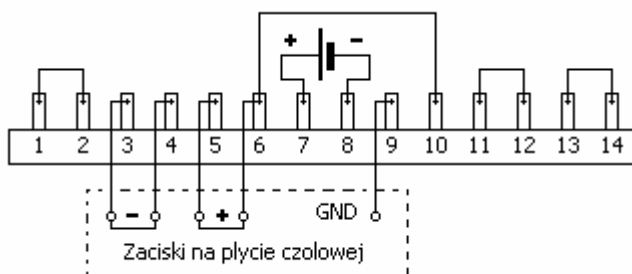 + −
1 2 3 4 5 6 7 8 9 10 11 12 13 14
− + GND
Zaciski na plycie czolowej